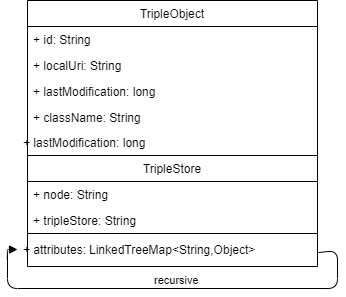 TripleObject
+ id: String
+ localUri: String
+ lastModification: long
+ className: String
+ lastModification: long
TripleStore
+ node: String
+ tripleStore: String
+ attributes: LinkedTreeMap<String,Object>
recursive